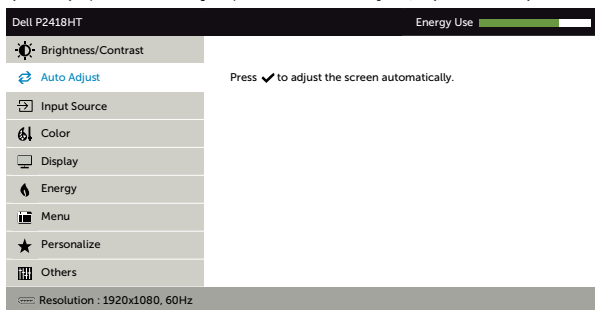 Dell P2418HT
Energy Use
Brightness/Contrast
Auto Adjust
Press ✔ to adjust the screen automatically.
Input Source
Color
Display
Energy
Menu
Personalize
Others
Resolution : 1920x1080, 60Hz